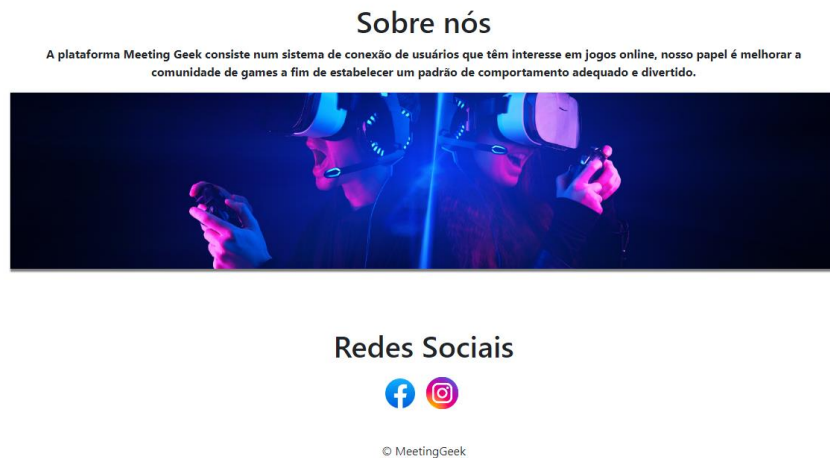 Sobre nós
A plataforma Meeting Geek consiste num sistema de conexão de usuários que têm interesse em jogos online, nosso papel é melhorar a
comunidade de games a fim de estabelecer um padrão de comportamento adequado e divertido.
Redes Sociais
© MeetingGeek